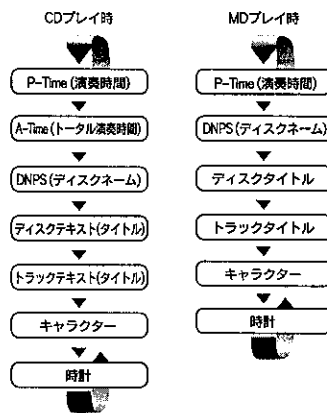 CDプレイ時
P-Time(演奏時間)
A-Time(トータル演奏時間)
DNPS(ディスクネーム)
ディスクテキスト(タイトル)
トラックテキスト(タイトル)
キャラクター
時計
MDプレイ時
P-Time(演奏時間)
DNPS(ディスクネーム)
ディスクタイトル
トラックタイトル
キャラクター
時計